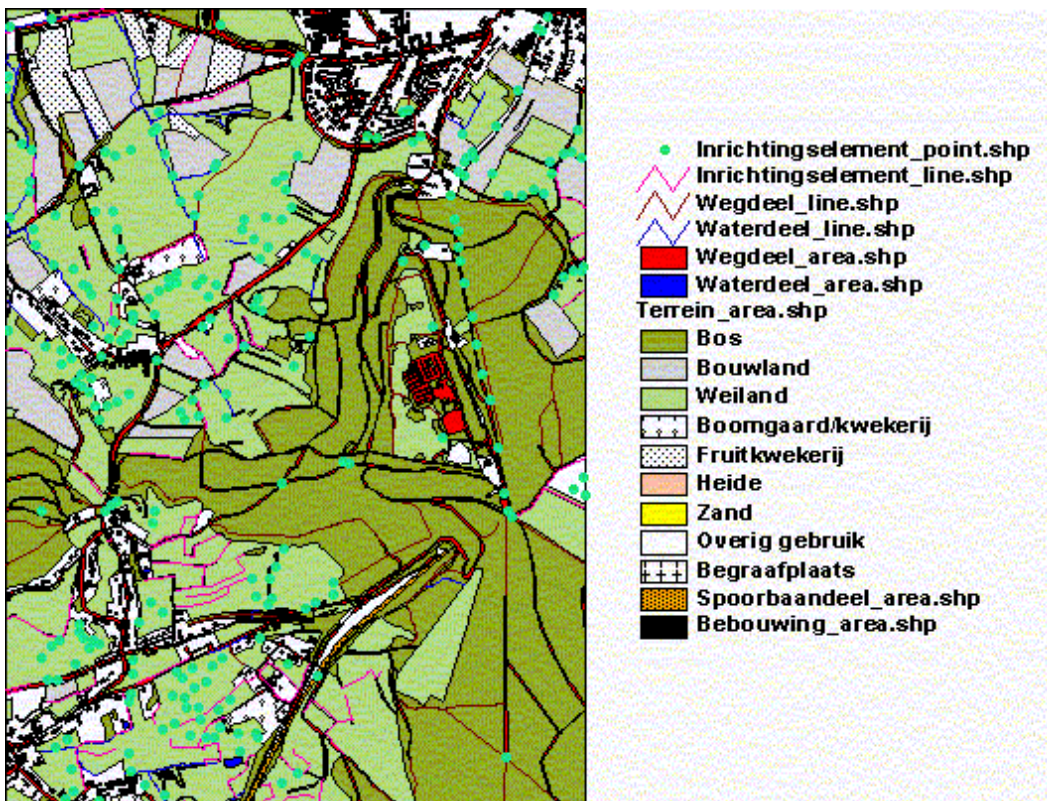 Inrichtingselement_point.shp
Inrichtingselement_line.shp
Wegdeel_line.shp
Waterdeel_line.shp
Wegdeel_area.shp
Waterdeel_area.shp
Terrein_area.shp
Bos
Bouwland
Weiland
Boomgaard/kwekerij
Fruitkwekerij
Heide
Zand
Overig gebruik
Begraafplaats
Spoorbaandeel_area.shp
Bebouwing_area.shp